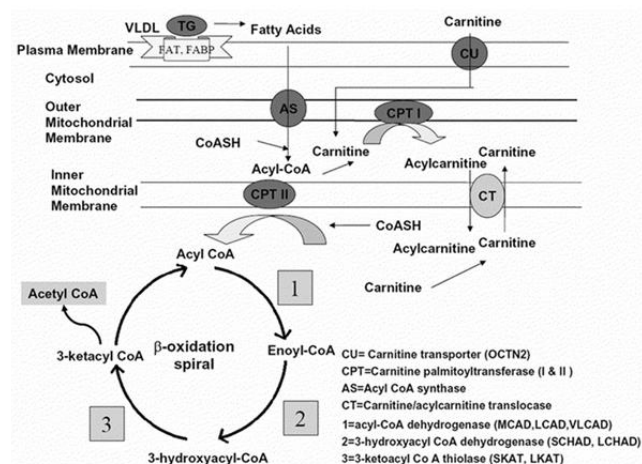 VLDL
TG
Fatty Acids
Carnitine
Plasma Membrane
FAT, FABP
CU
Cytosol
Outer
Mitochondrial
Membrane
AS
CPT I
CoASH
Carnitine
Acyl-CoA
Acylcarnitine
Carnitine
Inner
Mitochondrial
Membrane
CPT II
CT
CoASH
Acyl CoA
Acylcarnitine
Carnitine
Carnitine
1
Acetyl CoA
β-oxidation
spiral
3-ketacyl CoA
Enoyl-CoA
3
2
3-hydroxyacyl-CoA
CU= Carnitine transporter (OCTN2)
CPT=Carnitine palmitoyltransferase (I & II )
AS=Acyl CoA synthase
CT=Carnitine/acylcarnitine translocase
1=acyl-CoA dehydrogenase (MCAD,LCAD,VLCAD)
2=3-hydroxyacyl CoA dehydrogenase (SCHAD, LCHAD)
3=3-ketoacyl Co A thiolase (SKAT, LKAT)